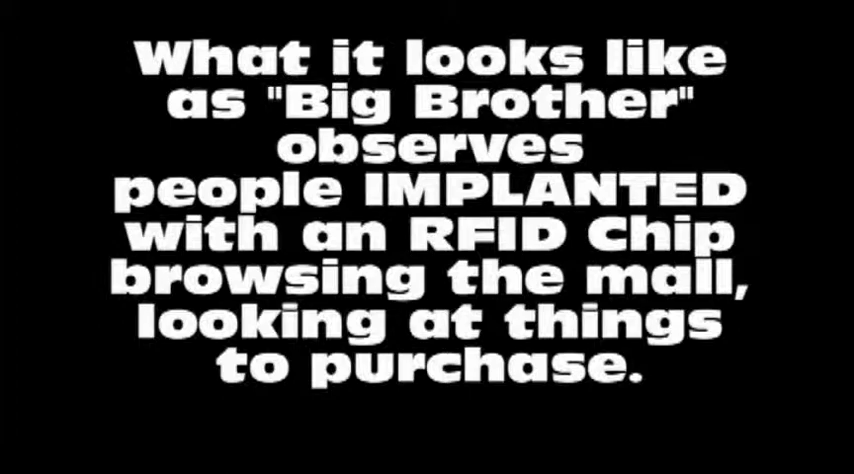 What it looks like
as "Big Brother"
observes
people IMPLANTED
with an RFID Chip
browsing the mall,
looking at things
to purchase.